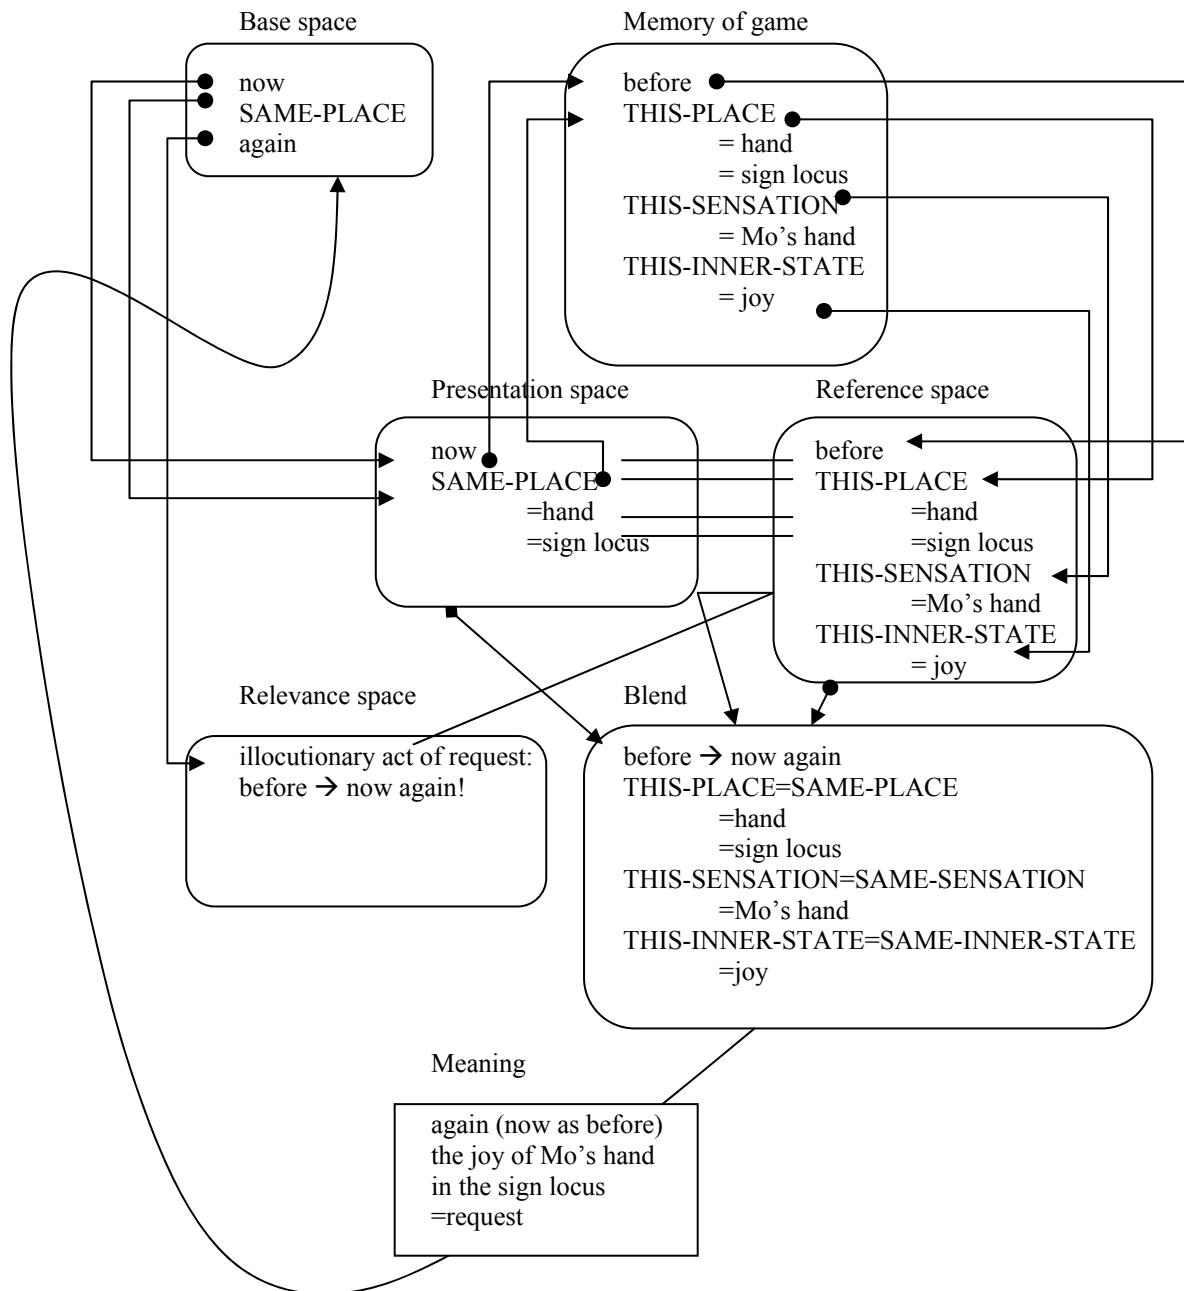 Base space
now
SAME-PLACE
again
Memory of game
before
THIS-PLACE
= hand
= sign locus
THIS-SENSATION
= Mo’s hand
THIS-INNER-STATE
= joy
Presentation space
now
SAME-PLACE
=hand
=sign locus
Reference space
before
THIS-PLACE
=hand
=sign locus
THIS-SENSATION
=Mo’s hand
THIS-INNER-STATE
= joy
Relevance space
illocutionary act of request:
before → now again!
Blend
before → now again
THIS-PLACE=SAME-PLACE
=hand
=sign locus
THIS-SENSATION=SAME-SENSATION
=Mo’s hand
THIS-INNER-STATE=SAME-INNER-STATE
=joy
Meaning
again (now as before)
the joy of Mo’s hand
in the sign locus
=request